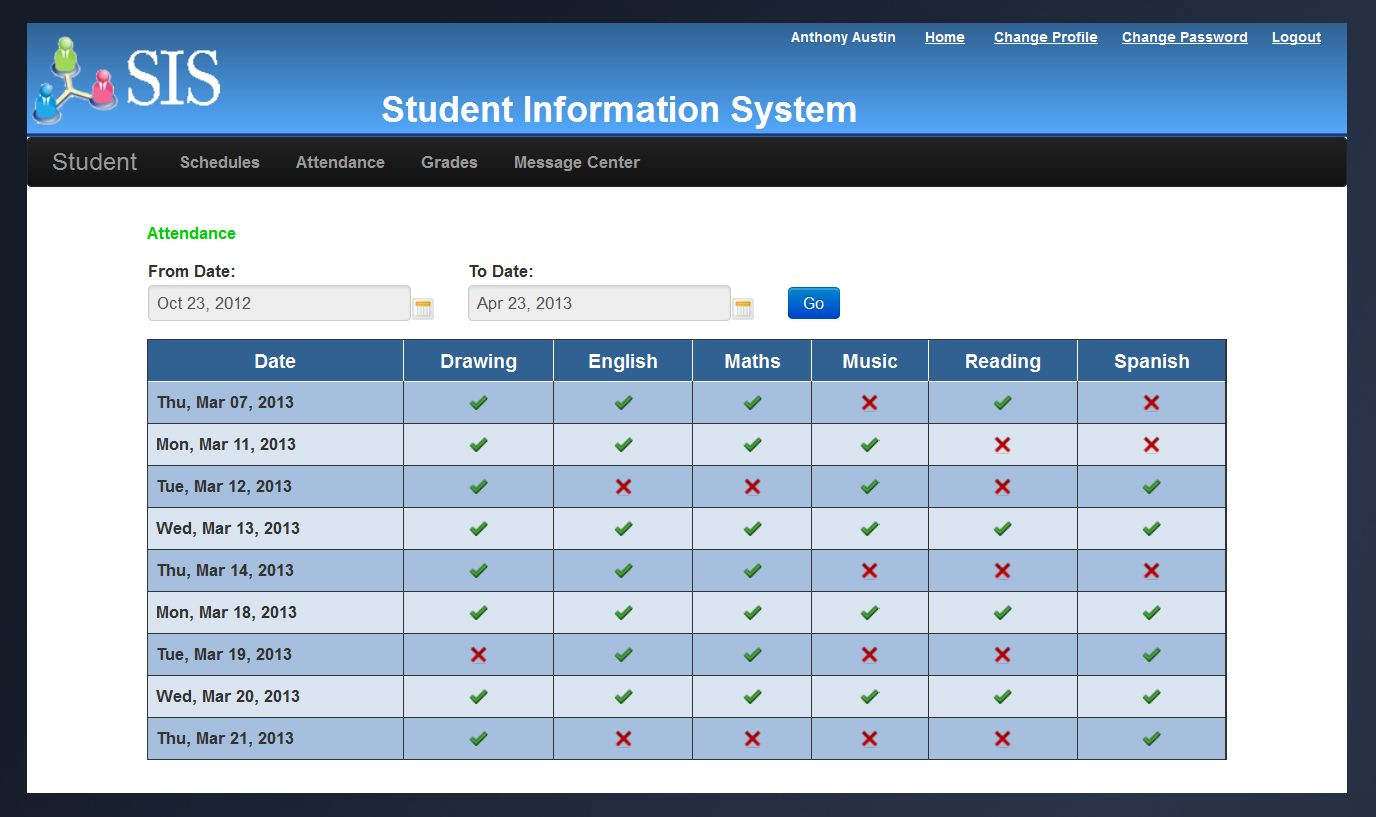 Anthony Austin Home Change Profile Change Password Logout
SIS
Student Information System
Student Schedules Attendance Grades Message Center
Attendance
From Date: To Date:
Oct 23, 2012 Apr 23, 2013 Go
Date Drawing English Maths Music Reading Spanish
Thu, Mar 07, 2013
Mon, Mar 11, 2013
Tue, Mar 12, 2013
Wed, Mar 13, 2013
Thu, Mar 14, 2013
Mon, Mar 18, 2013
Tue, Mar 19, 2013
Wed, Mar 20, 2013
Thu, Mar 21, 2013